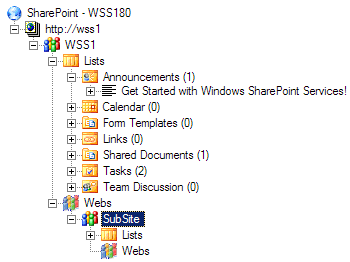 SharePoint - WSS180
http://wss1
WSS1
Lists
Announcements (1)
Get Started with Windows SharePoint Services!
Calendar (0)
Form Templates (0)
Links (0)
Shared Documents (1)
Tasks (2)
Team Discussion (0)
Webs
SubSite
Lists
Webs